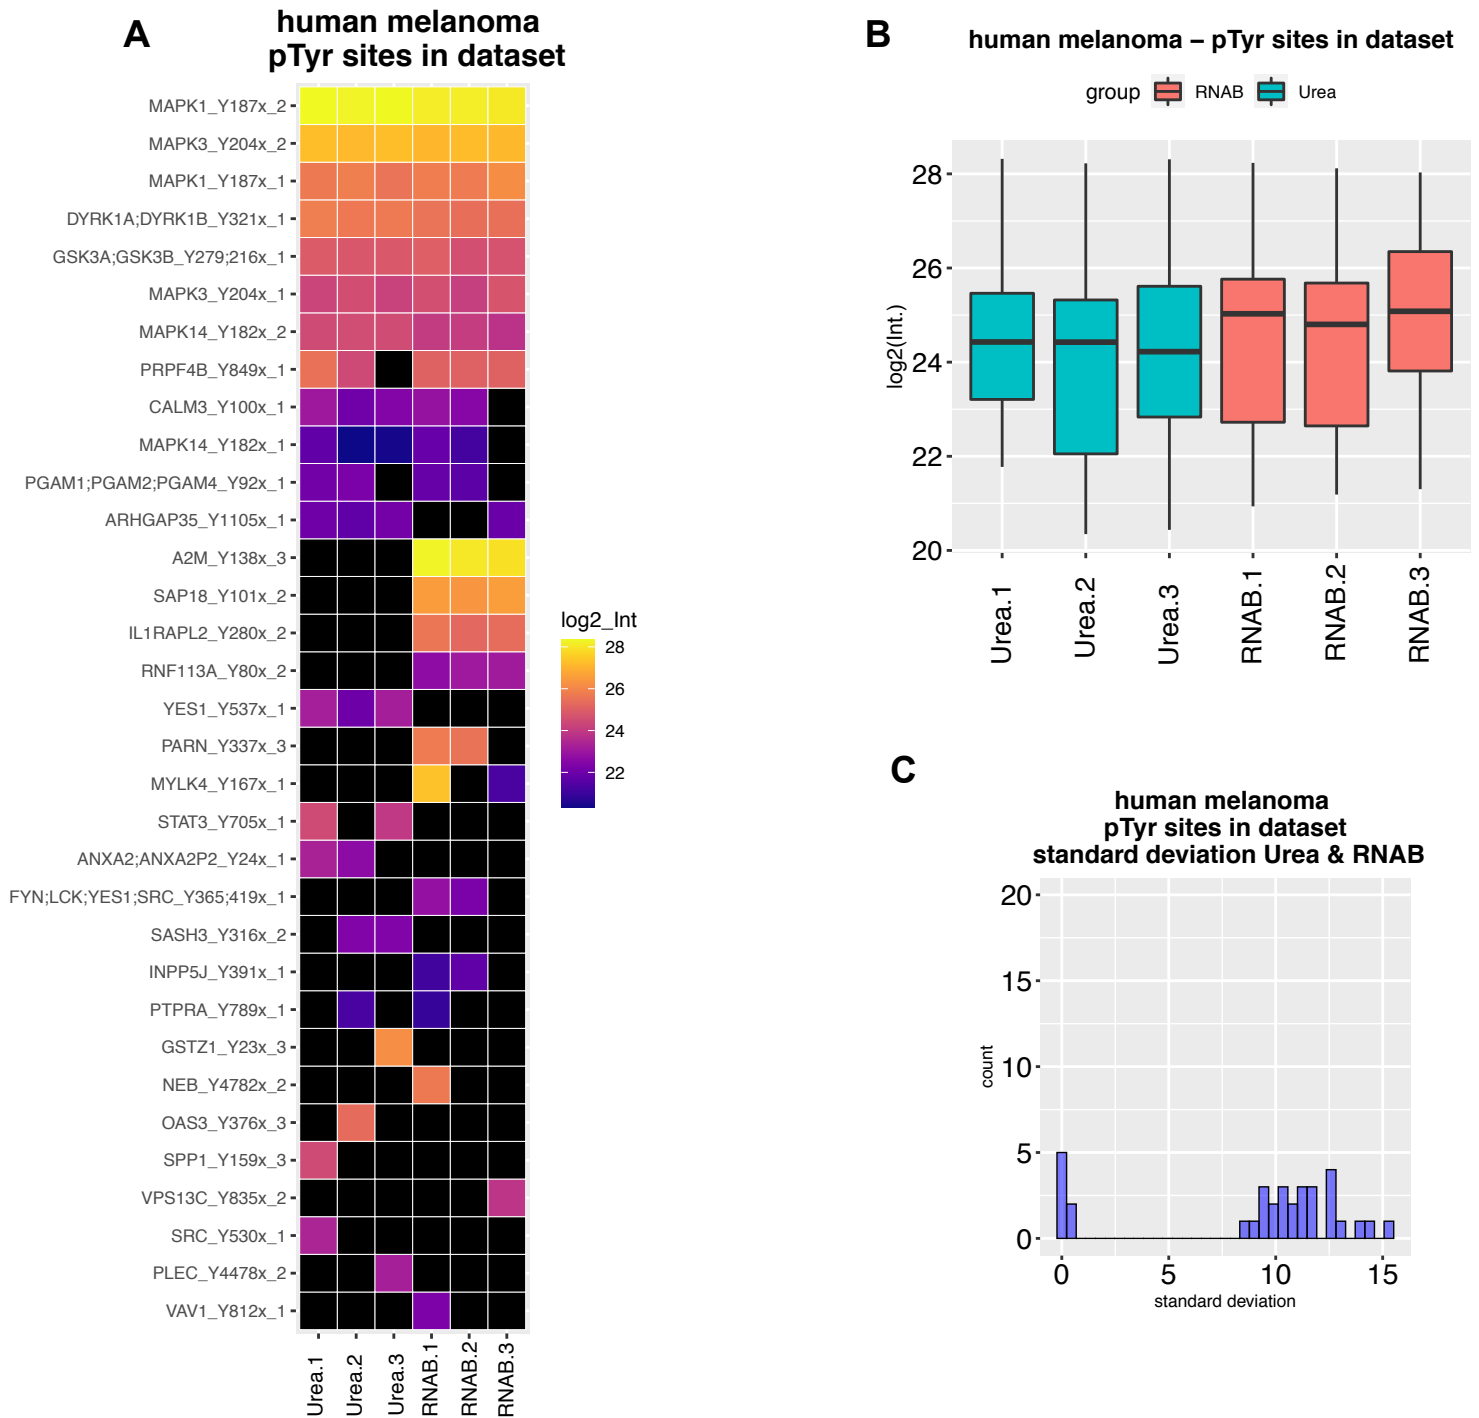 A
human melanoma
pTyr sites in dataset
MAPK1_Y187x_2
MAPK3_Y204x_2
MAPK1_Y187x_1
DYRK1A;DYRK1B_Y321x_1
GSK3A;GSK3B_Y279;216x_1
MAPK3_Y204x_1
MAPK14_Y182x_2
PRPF4B_Y849x_1
CALM3_Y100x_1
MAPK14_Y182x_1
PGAM1;PGAM2;PGAM4_Y92x_1
ARHGAP35_Y1105x_1
A2M_Y138x_3
SAP18_Y101x_2
IL1RAPL2_Y280x_2
RNF113A_Y80x_2
YES1_Y537x_1
PARN_Y337x_3
MYLK4_Y167x_1
STAT3_Y705x_1
ANXA2;ANXA2P2_Y24x_1
FYN;LCK;YES1;SRC_Y365;419x_1
SASH3_Y316x_2
INPP5J_Y391x_1
PTPRA_Y789x_1
GSTZ1_Y23x_3
NEB_Y4782x_2
OAS3_Y376x_3
SPP1_Y159x_3
VPS13C_Y835x_2
SRC_Y530x_1
PLEC_Y4478x_2
VAV1_Y812x_1
Urea.1
Urea.2
Urea.3
RNAB.1
RNAB.2
RNAB.3
log2_Int
28
26
24
22
B
human melanoma – pTyr sites in dataset
group RNAB Urea
log2(Int.)
28
26
24
22
20
Urea.1
Urea.2
Urea.3
RNAB.1
RNAB.2
RNAB.3
C
human melanoma
pTyr sites in dataset
standard deviation Urea & RNAB
count
20
15
10
5
0
0 5 10 15
standard deviation